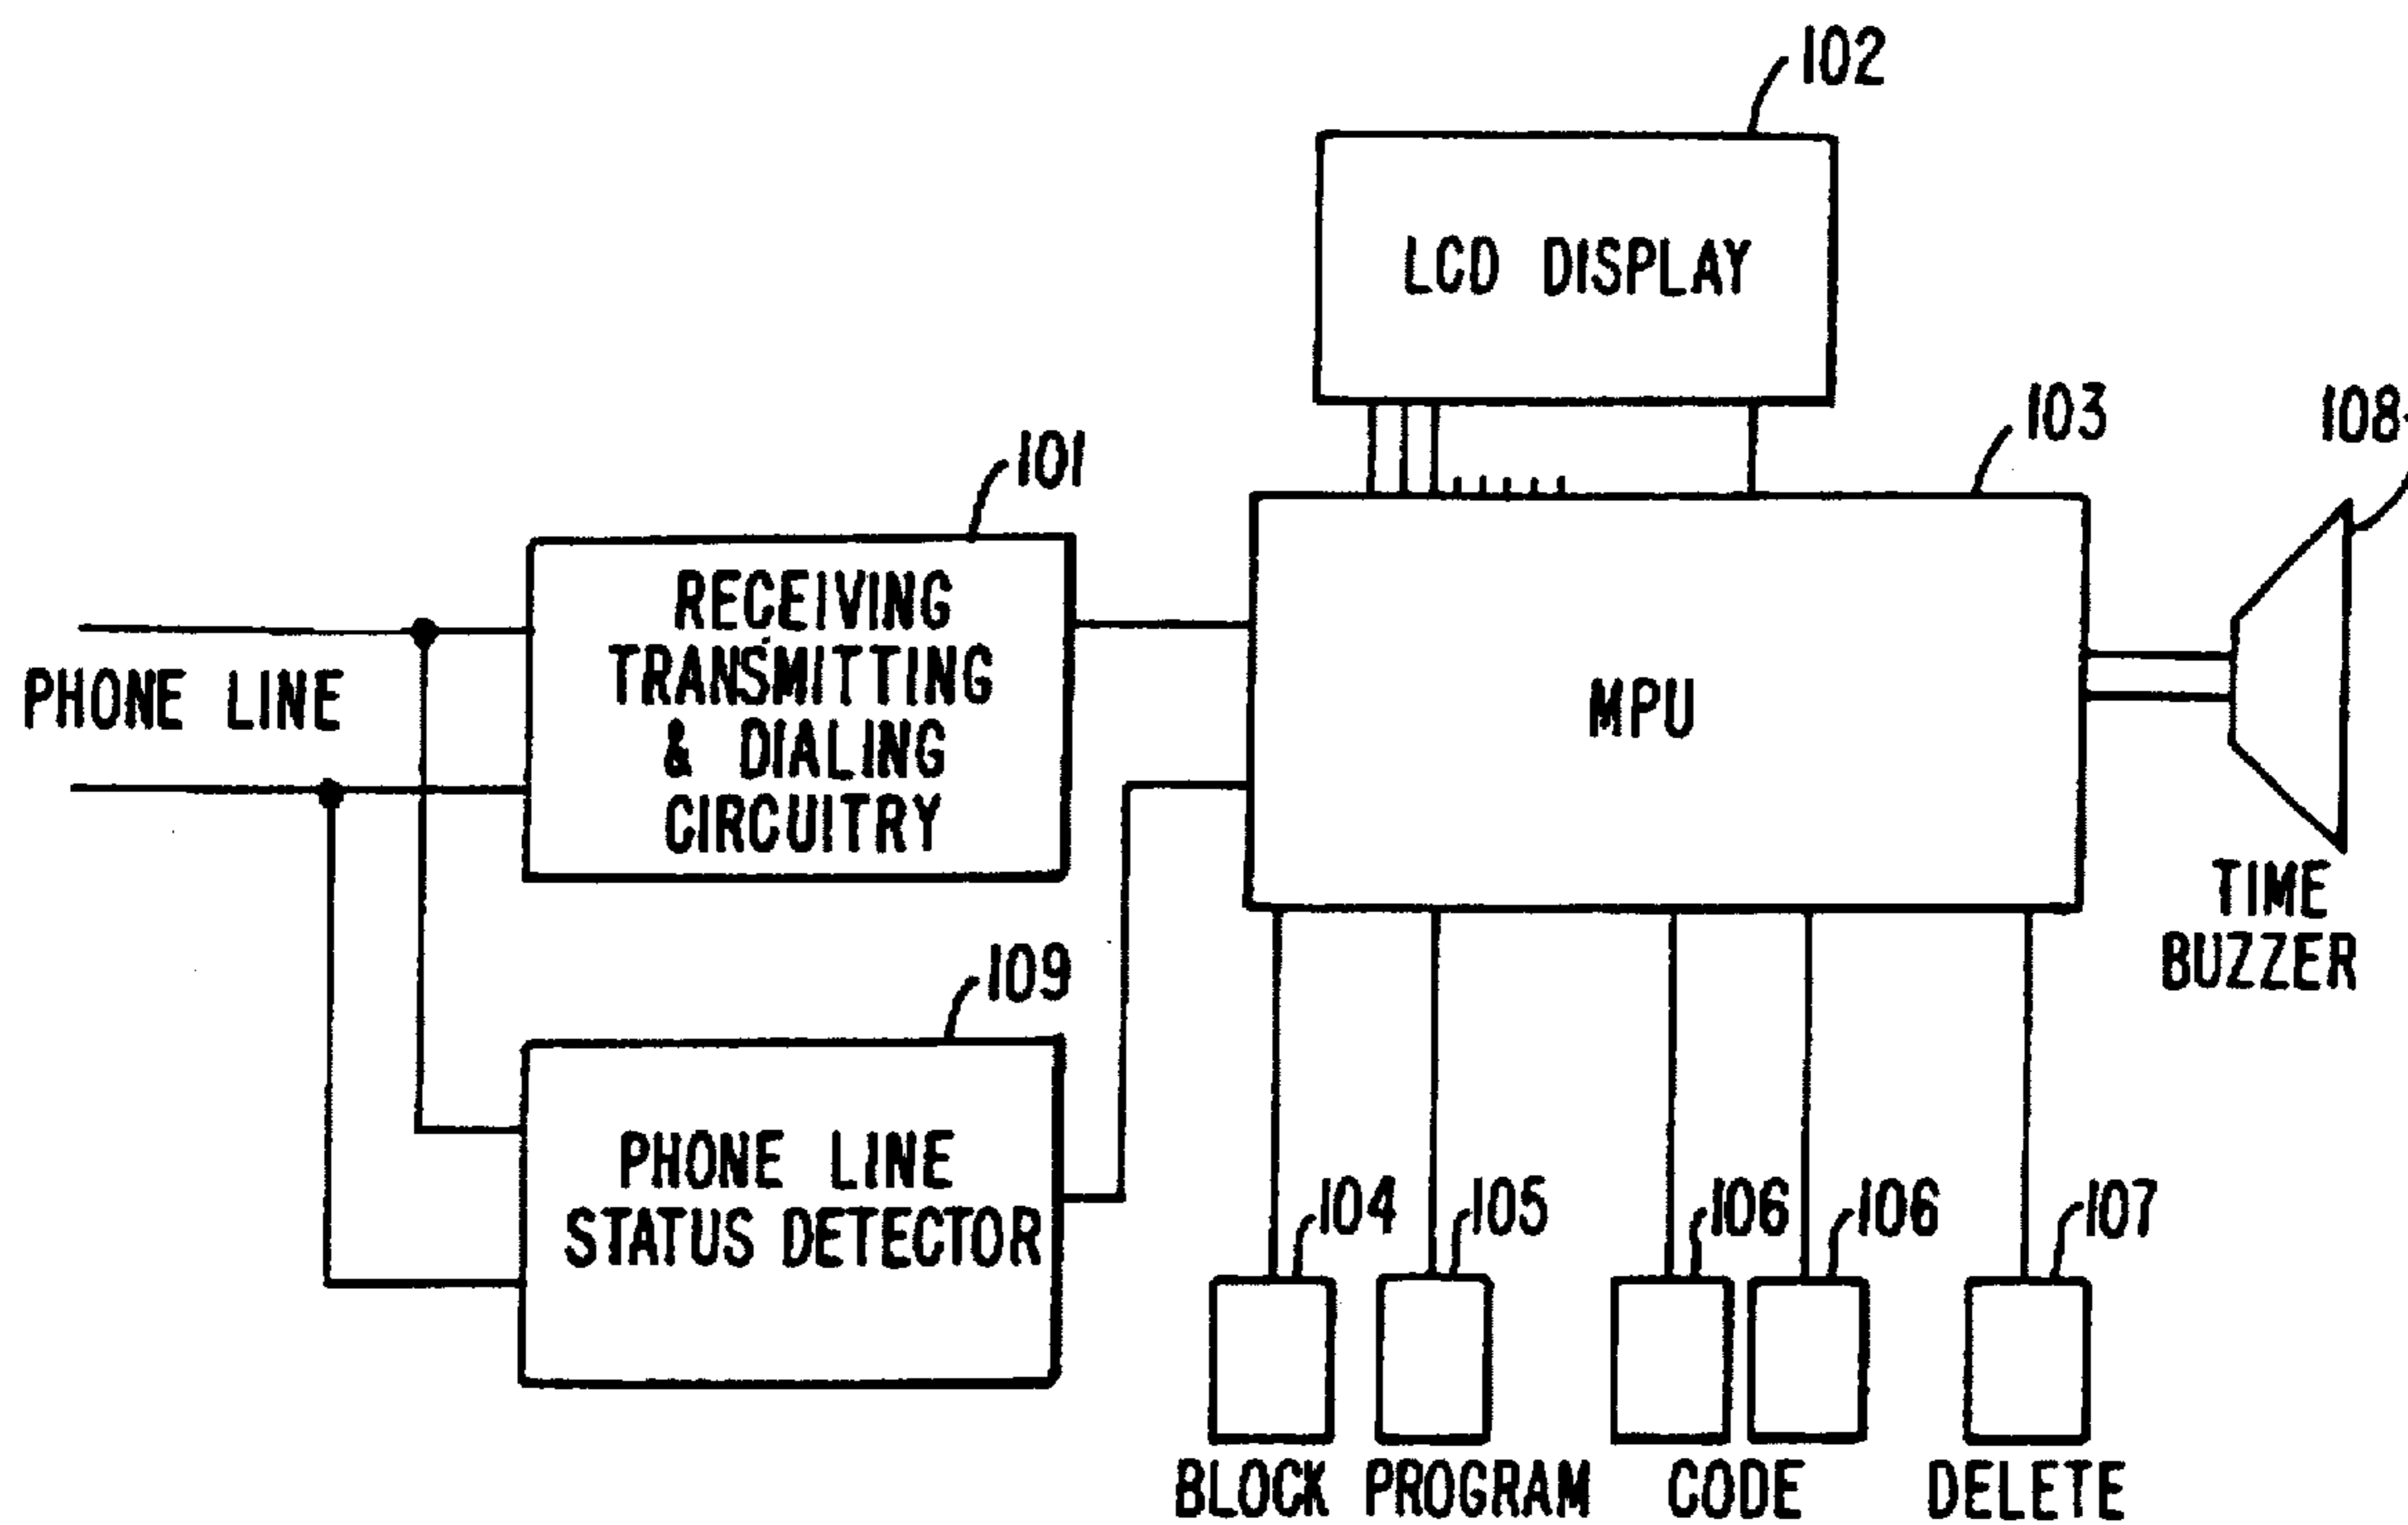 102
LCD DISPLAY
103
108
101
RECEIVING
TRANSMITTING
& DIALING
CIRCUITRY
PHONE LINE
MPU
TIME
BUZZER
109
PHONE LINE
STATUS DETECTOR
104
105
106
106
107
BLOCK
PROGRAM
CODE
DELETE